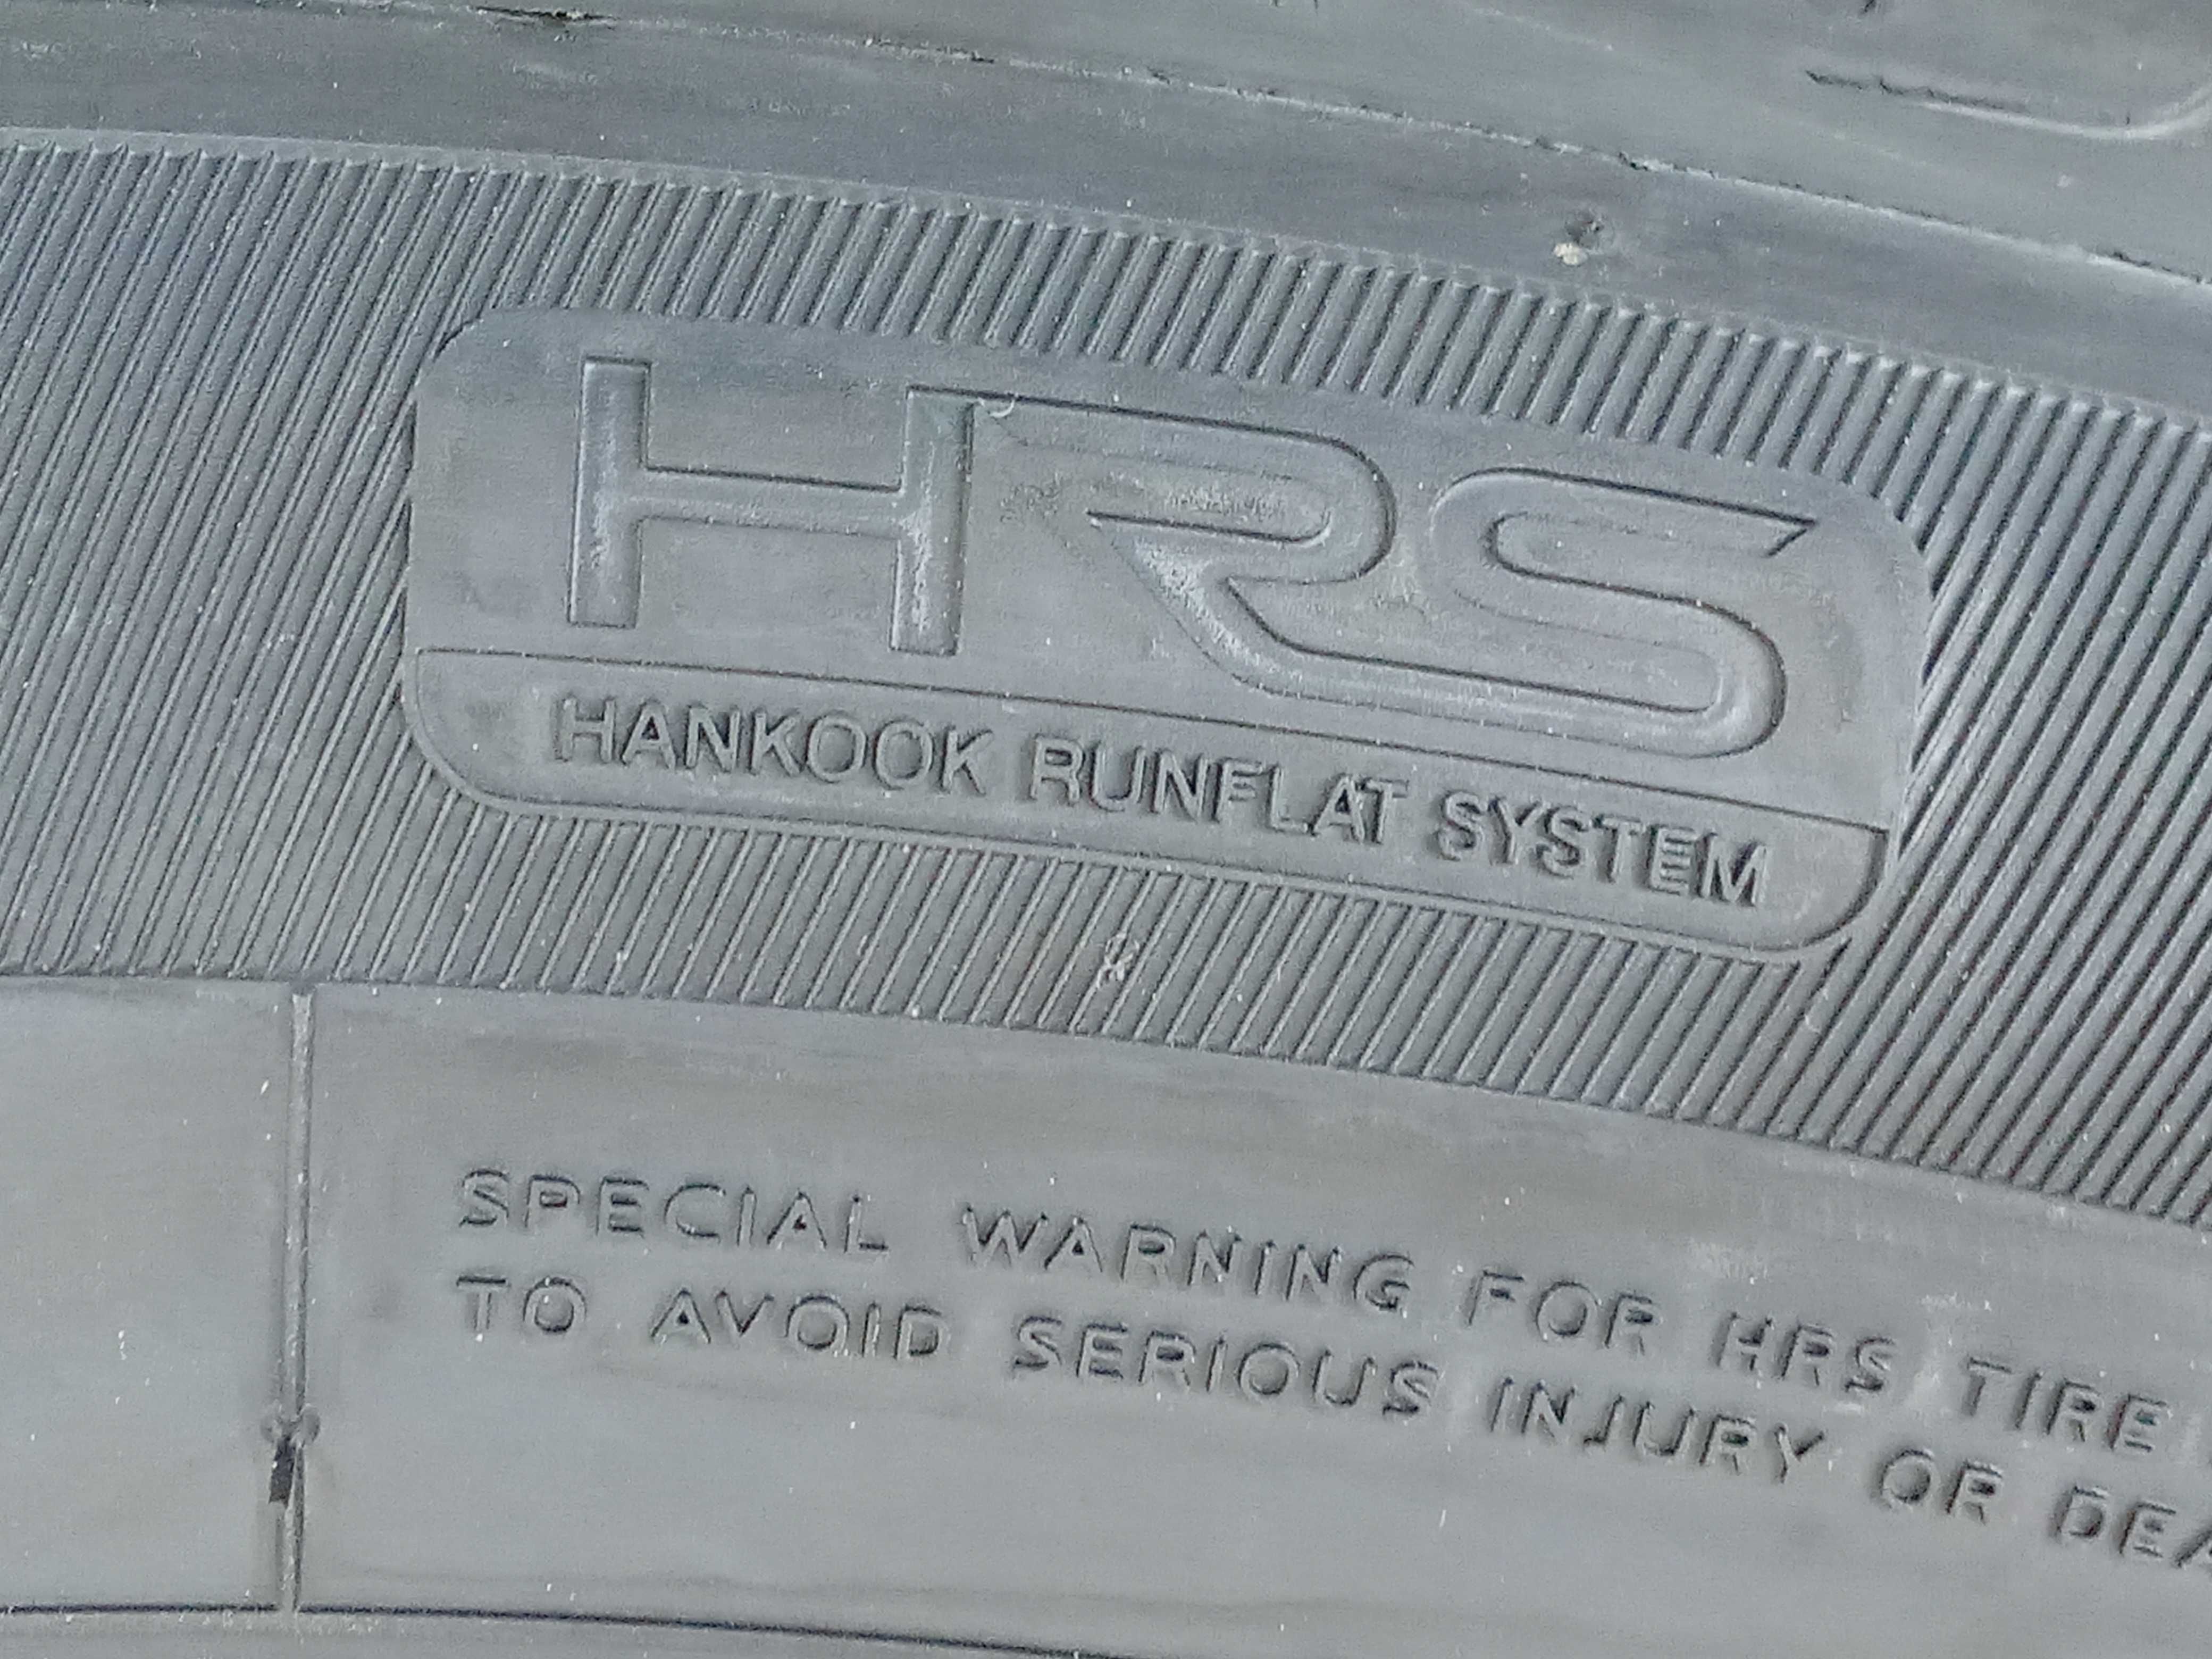 HRS
HANKOOK RUNFLAT SYSTEM
SPECIAL WARNING FOR HRS TIRE
TO AVOID SERIOUS INJURY OR